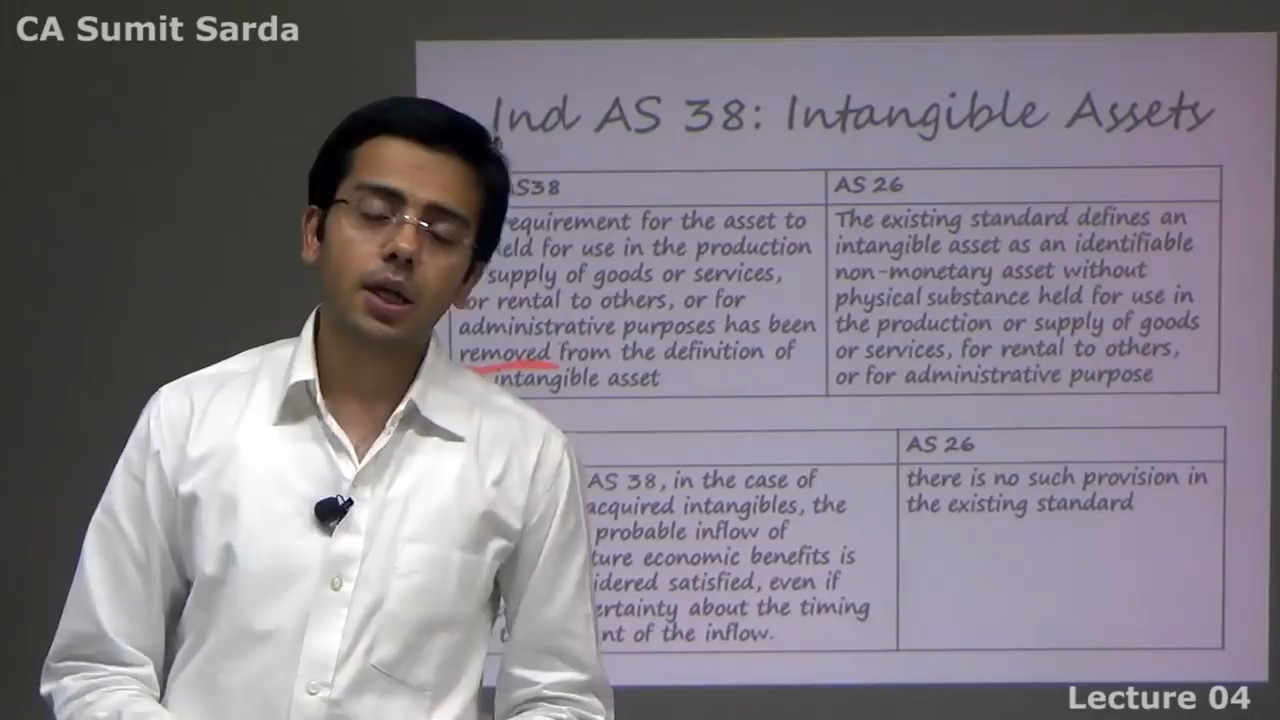 CA Sumit Sarda
Ind AS 38: Intangible Assets
AS 26
requirement for the asset to
for use in the production
supply of goods or services,
or rental to others, or for
administrative purposes has been
removed from the definition of
intangible asset
The existing standard defines an
intangible asset as an identifiable
non-monetary asset without
physical substance held for use in
the production or supply of goods
or services, for rental to others,
or for administrative purpose
AS 26
AS 38, in the case of
acquired intangibles, the
probable inflow of
economic benefits is
satisfied, even if
about the timing
of the inflow.
there is no such provision in
the existing standard
Lecture 04